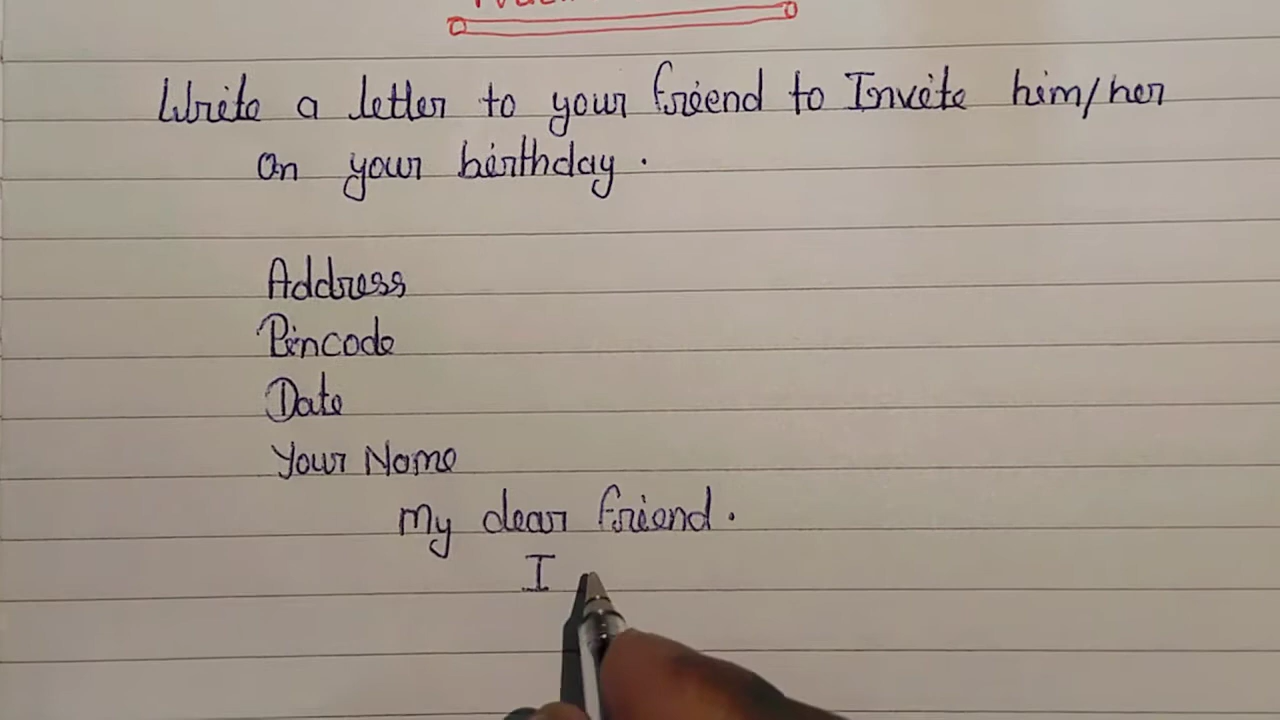 Write a letter to your friend to Invite him/her
on your birthday.
Address
Pincode
Date
Your Name
My dear friend.
I